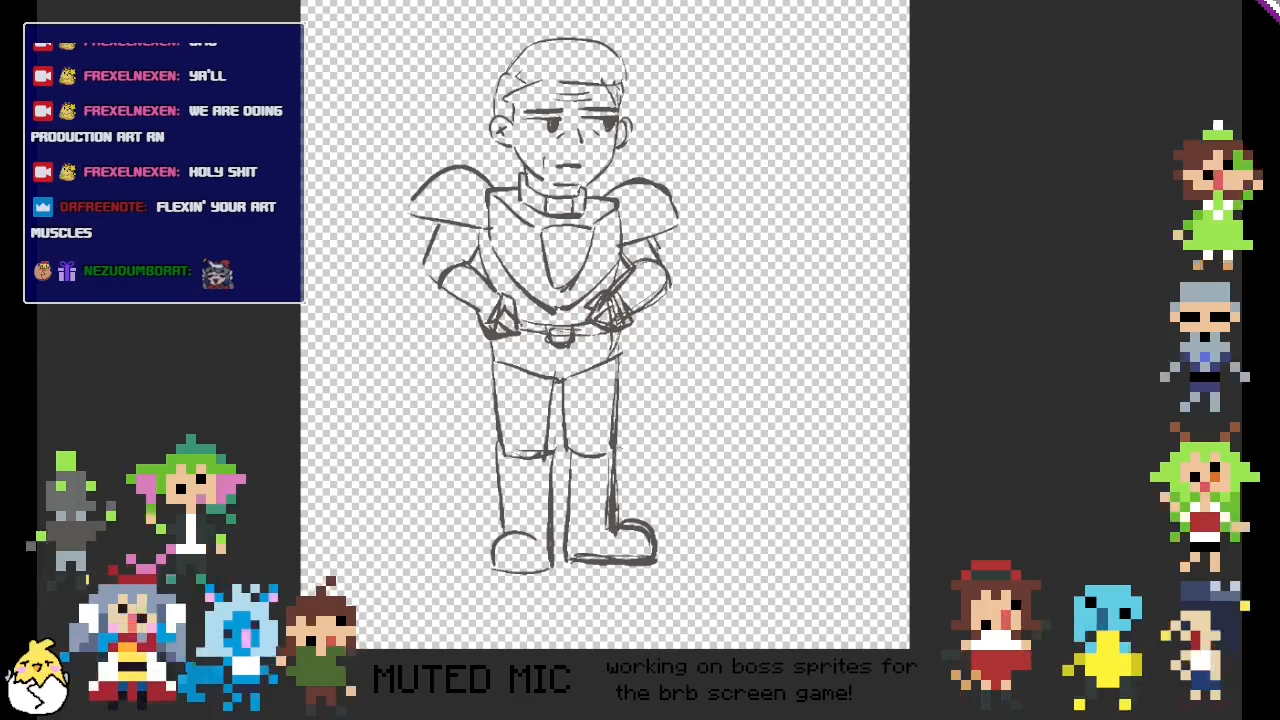 FREXELNEXEN:
FREXELNEXEN: YA'LL
FREXELNEXEN: WE ARE DOING
PRODUCTION ART RN
FREXELNEXEN: HOLY SHIT
DRFREENOTE: FLEXIN' YOUR ART
MUSCLES
NEZUDUMBORAT:
MUTED MIC
working on boss sprites for
the brb screen game!